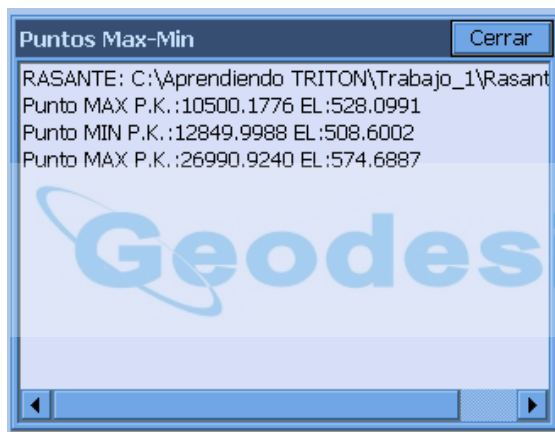 Puntos Max-Min
Cerrar
RASANTE: C:\Aprendiendo TRITON\Trabajo_1\Rasant
Punto MAX P.K.:10500.1776 EL:528.0991
Punto MIN P.K.:12849.9988 EL:508.6002
Punto MAX P.K.:26990.9240 EL:574.6887
Geodes